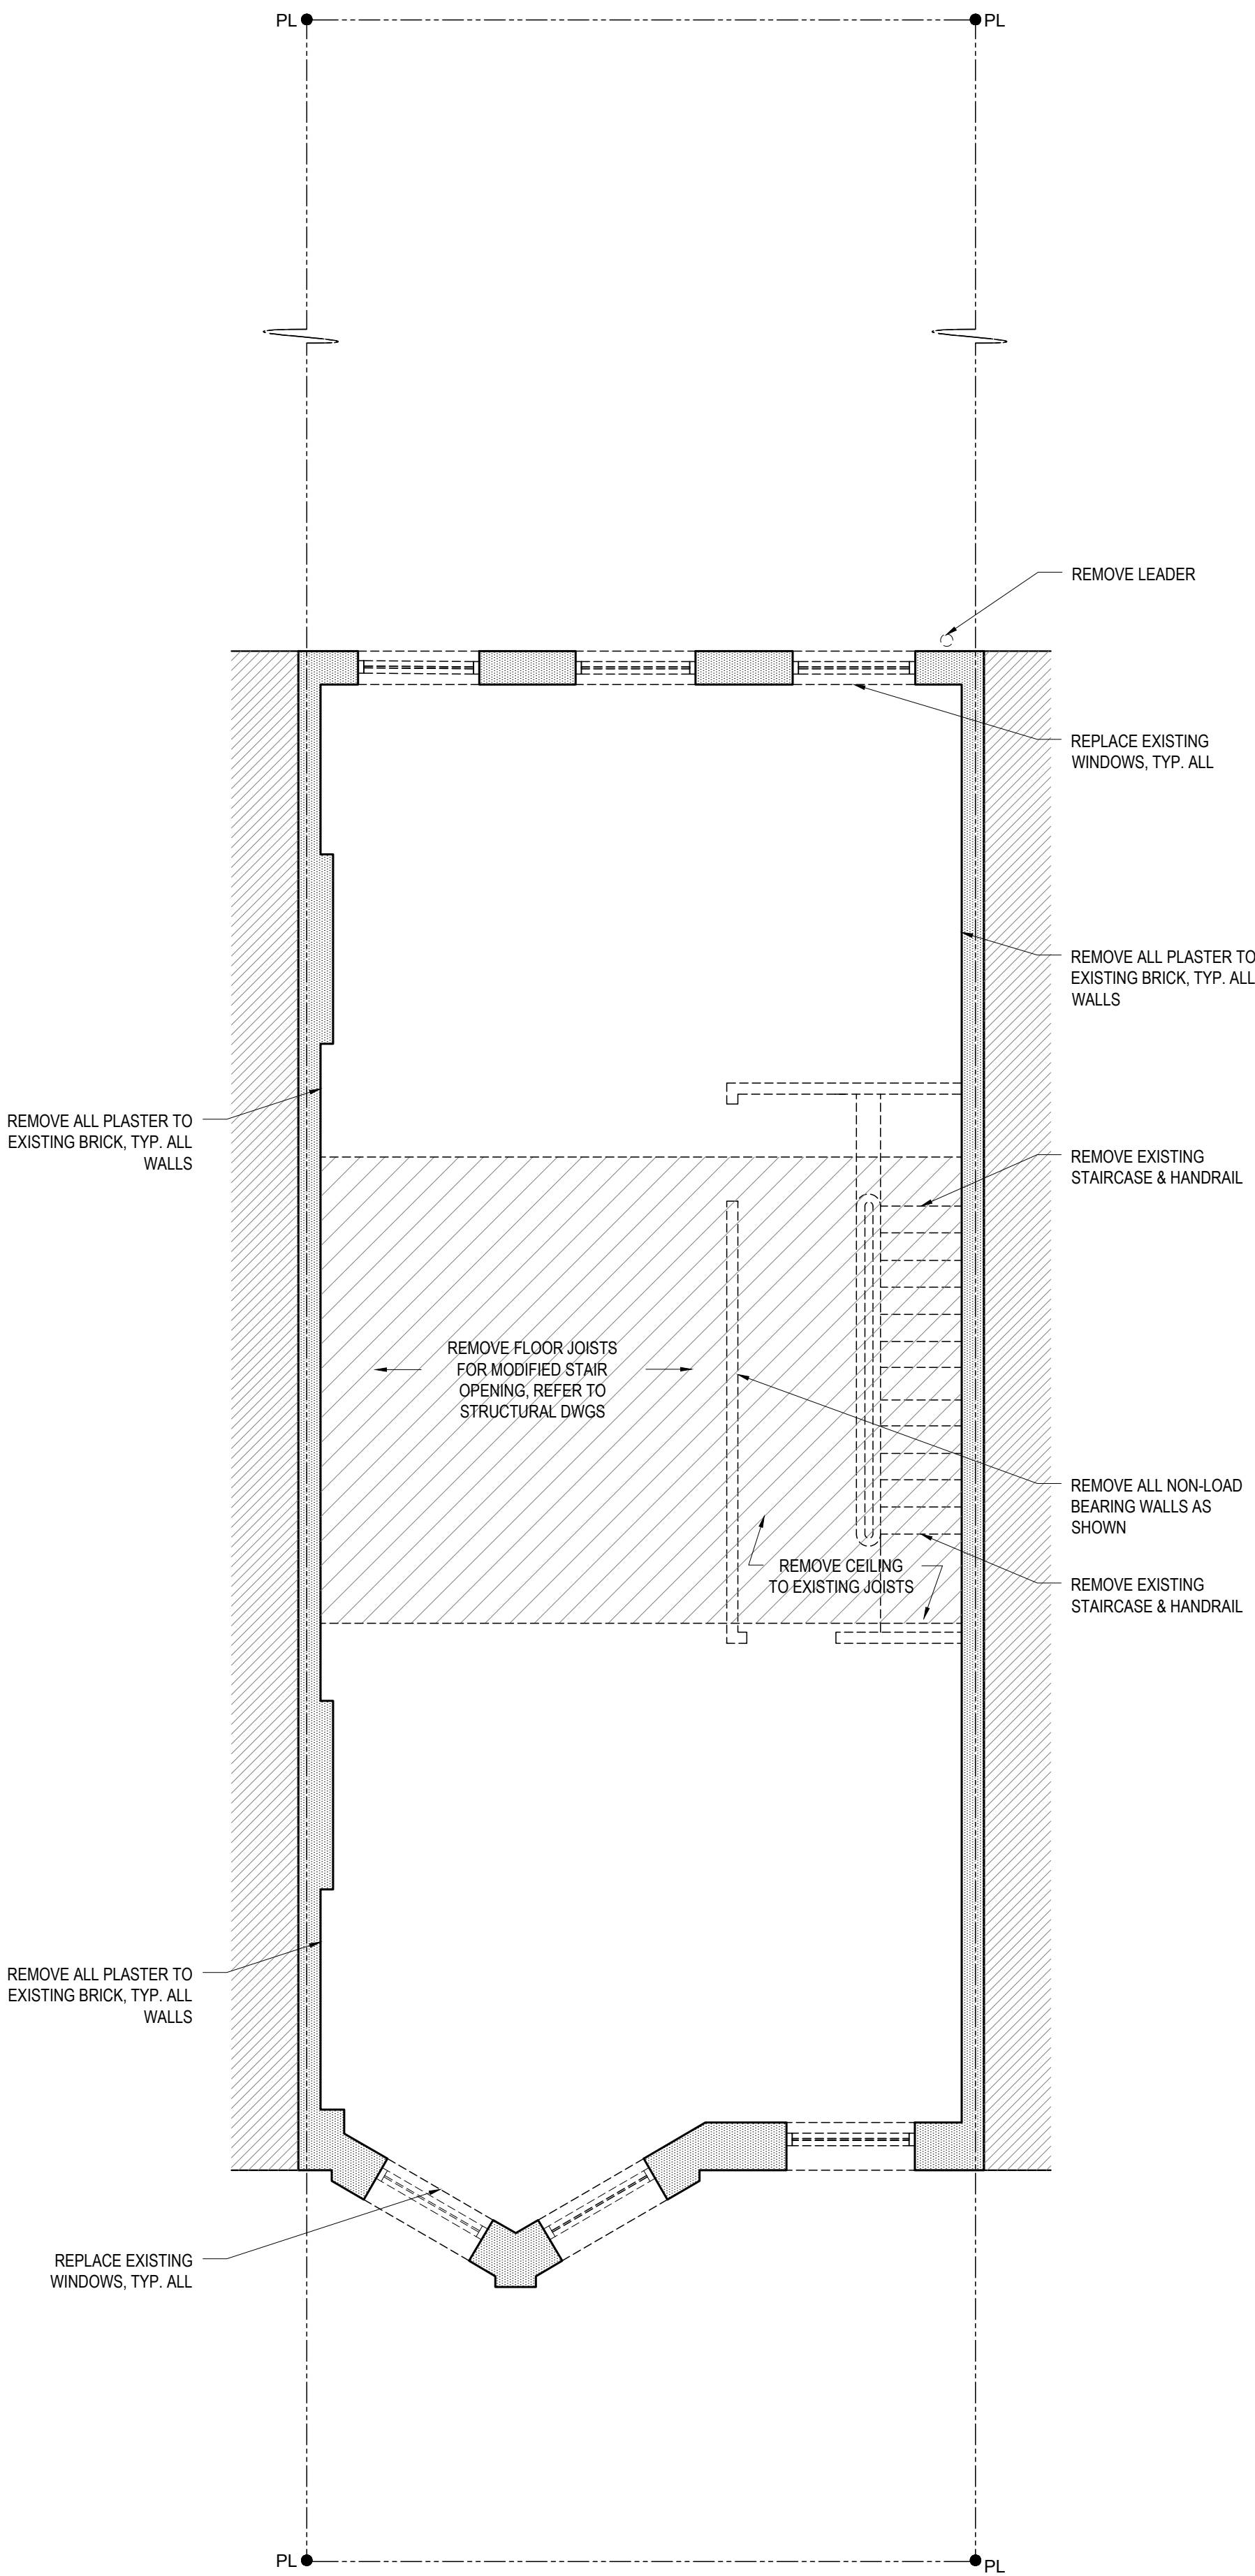 PL
PL
REMOVE LEADER
REPLACE EXISTING
WINDOWS, TYP. ALL
REMOVE ALL PLASTER TO
EXISTING BRICK, TYP. ALL
WALLS
REMOVE ALL PLASTER TO
EXISTING BRICK, TYP. ALL
WALLS
REMOVE EXISTING
STAIRCASE & HANDRAIL
REMOVE FLOOR JOISTS
FOR MODIFIED STAIR
OPENING, REFER TO
STRUCTURAL DWGS
REMOVE ALL NON-LOAD
BEARING WALLS AS
SHOWN
REMOVE CEILING
TO EXISTING JOISTS
REMOVE EXISTING
STAIRCASE & HANDRAIL
REMOVE ALL PLASTER TO
EXISTING BRICK, TYP. ALL
WALLS
REPLACE EXISTING
WINDOWS, TYP. ALL
PL
PL